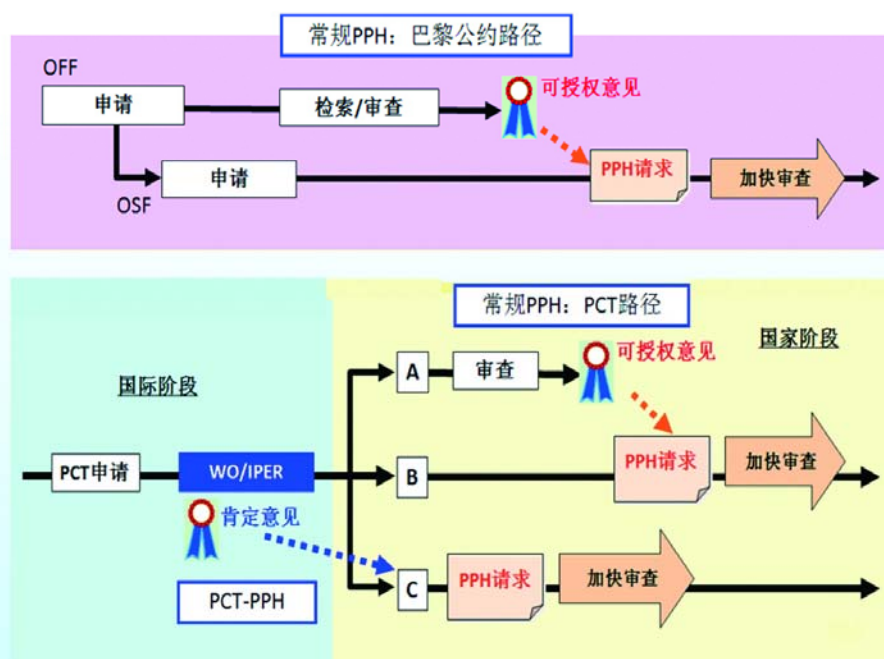 常规PPH：巴黎公约路径
OFF
申请
检索/审查
可授权意见
申请
PPH请求
加快审查
OSF
常规PPH：PCT路径
国家阶段
可授权意见
A
审查
国际阶段
PCT申请
WO/IPER
B
PPH请求
加快审查
肯定意见
C
PPH请求
加快审查
PCT-PPH